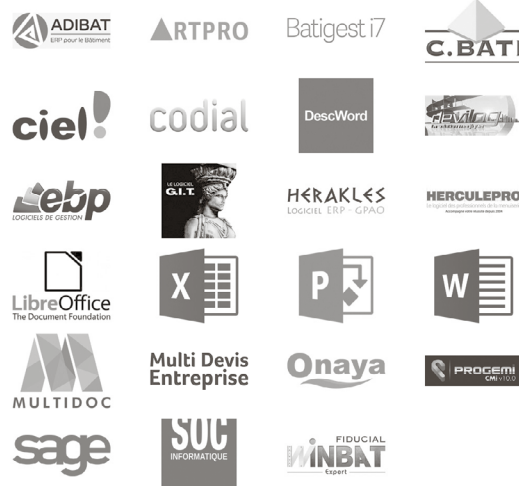 ADIBAT
ERP pour le Bâtiment
ARTPRO
Batigest i7
C.BATI
ciel!
codial
DescWord
devilog
ebp
LOGICIELS DE GESTION
LE LOGICIEL
G.I.T.
HERAKLES
LOGICIEL ERP - GPAO
HERCULEPRO
LibreOffice
The Document Foundation
X
P
W
MULTIDOC
Multi Devis
Entreprise
Onaya
PROGEMI
CMi v10.0
sage
SOC
INFORMATIQUE
FIDUCIAL
WINBAT
Expert